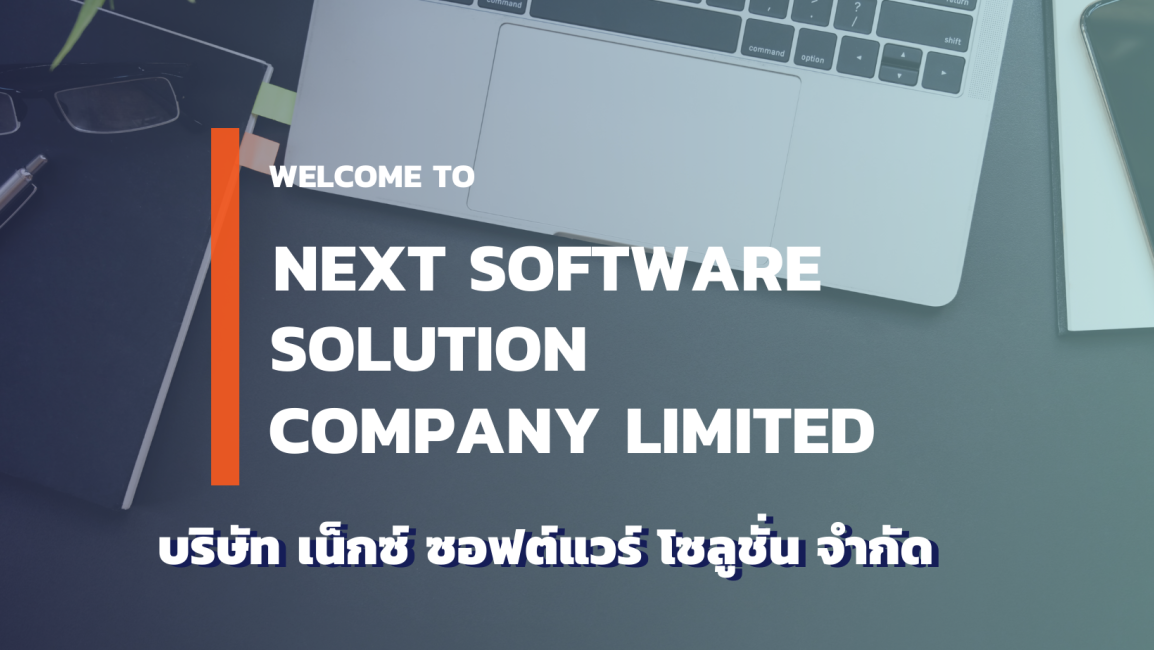 command
command
option
return
shift
, <
. >
? /
WELCOME TO
NEXT SOFTWARE
SOLUTION
COMPANY LIMITED
บริษัท เน็กซ์ ซอฟต์แวร์ โซลูชั่น จำกัด